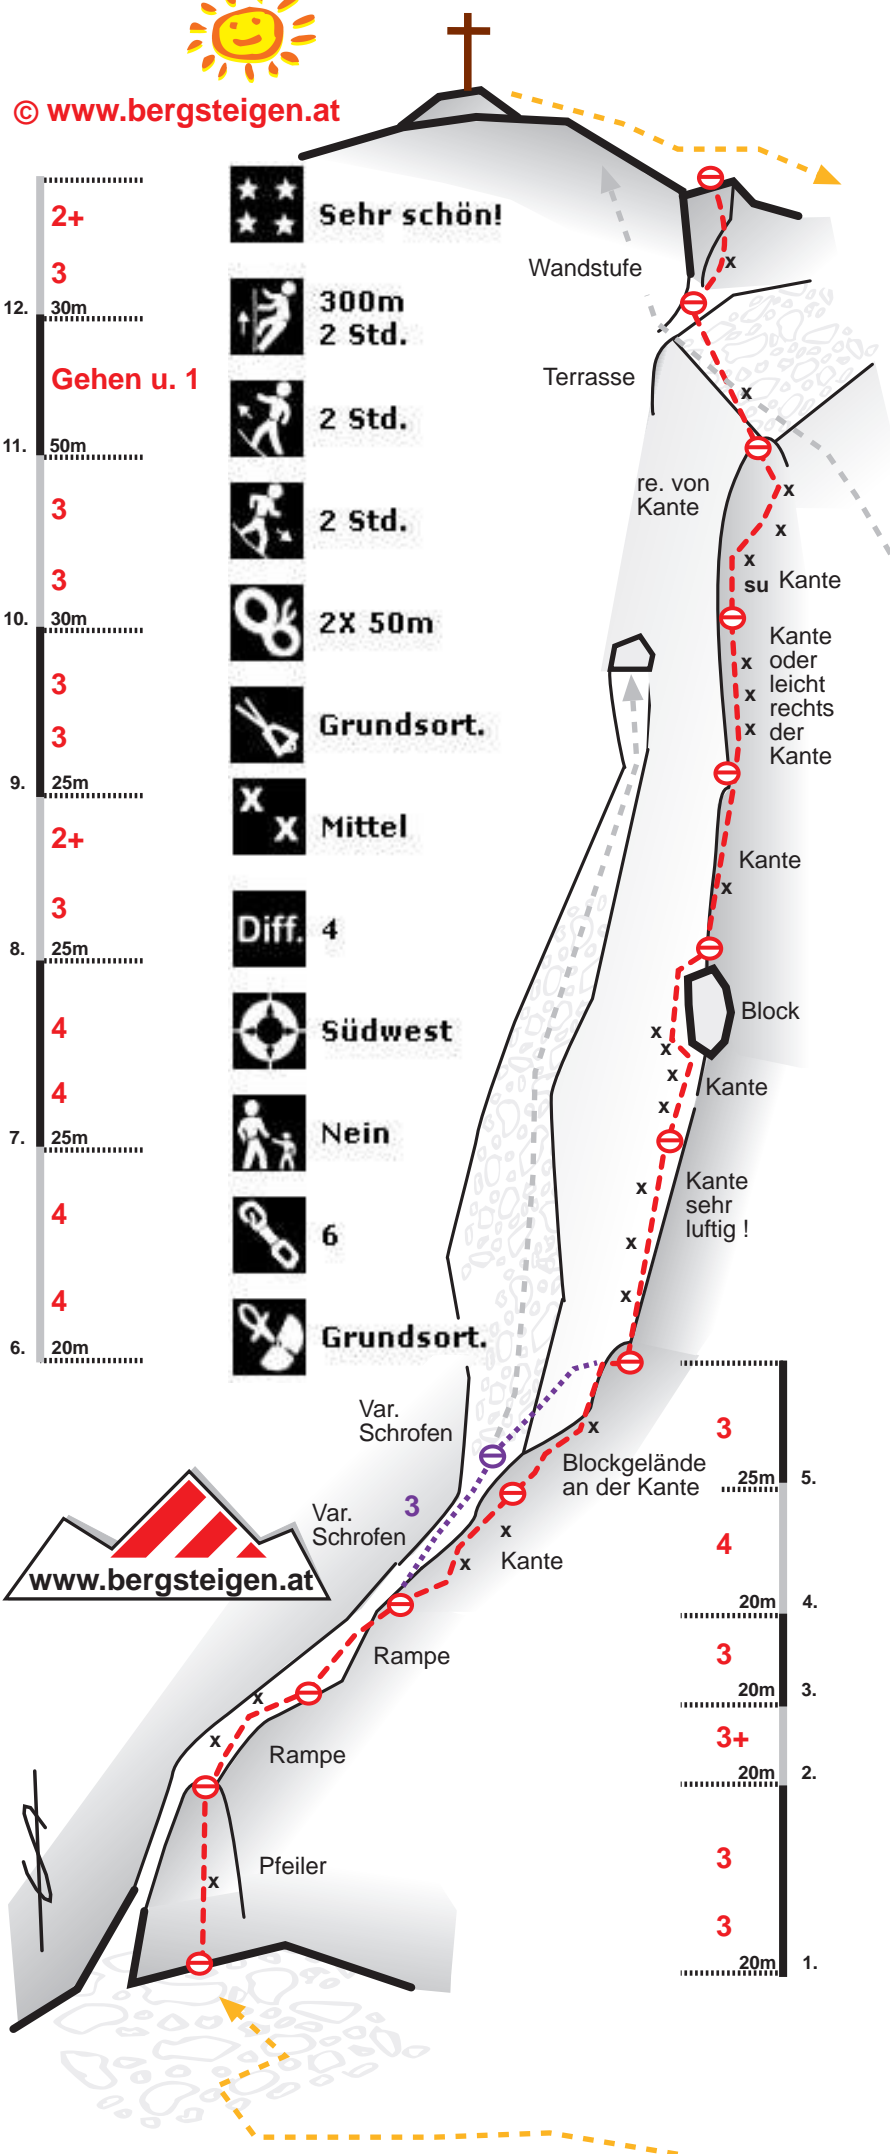 © www.bergsteigen.at
2+
3
12.
30m
Gehen u. 1
11.
50m
3
3
10.
30m
3
3
9.
25m
2+
3
8.
25m
4
4
7.
25m
4
4
6.
20m
Sehr schön!
300m
2 Std.
2 Std.
2 Std.
2X 50m
Grundsort.
x
x
Mittel
Diff.
4
Südwest
Nein
6
Grundsort.
x
Wandstufe
Terrasse
x
re. von
Kante
x
x
x
su
Kante
x
x
x
Kante
oder
leicht
rechts
der
Kante
Kante
x
Block
x
x
x
x
Kante
x
x
x
Kante
sehr
luftig !
Var.
Schrofen
x
Blockgelände
an der Kante
Var.
Schrofen
3
x
x
Kante
Rampe
x
x
Rampe
Pfeiler
x
www.bergsteigen.at
3
25m
5.
4
20m
4.
3
20m
3.
3+
20m
2.
3
3
20m
1.